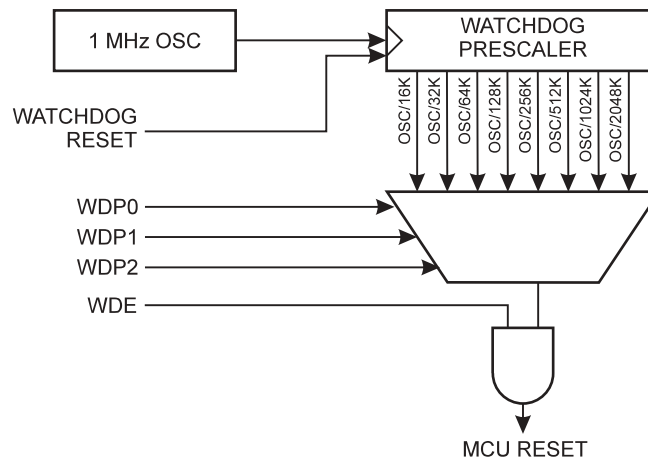 1 MHz OSC
WATCHDOG
PRESCALER
WATCHDOG
RESET
OSC/16K
OSC/32K
OSC/64K
OSC/128K
OSC/256K
OSC/512K
OSC/1024K
OSC/2048K
WDP0
WDP1
WDP2
WDE
MCU RESET